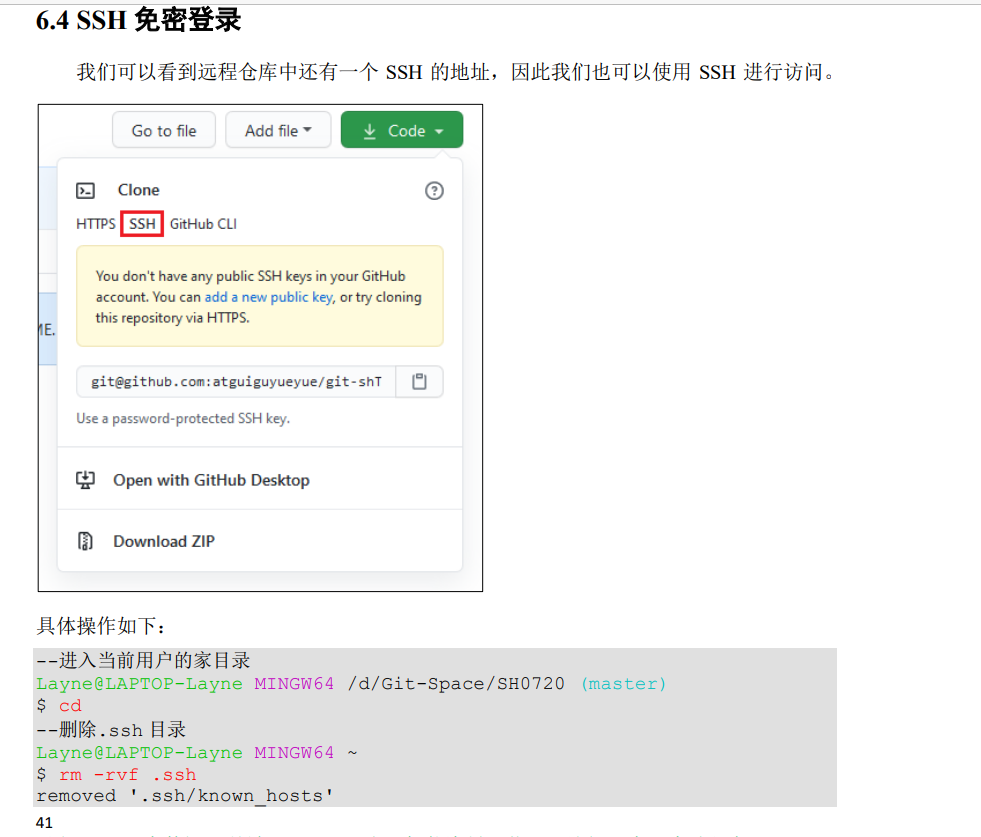 6.4 SSH 免密登录
我们可以看到远程仓库中还有一个 SSH 的地址，因此我们也可以使用 SSH 进行访问。
Go to file Add file Code
Clone
HTTPS SSH GitHub CLI
You don't have any public SSH keys in your GitHub
account. You can add a new public key, or try cloning
this repository via HTTPS.
ME.
git@github.com:atguiguyueyue/git-shT
Use a password-protected SSH key.
Open with GitHub Desktop
Download ZIP
具体操作如下：
--进入当前用户的家目录
Layne@LAPTOP-Layne MINGW64 /d/Git-Space/SH0720 (master)
$ cd
--删除.ssh 目录
Layne@LAPTOP-Layne MINGW64 ~
$ rm -rvf .ssh
removed '.ssh/known_hosts'
41